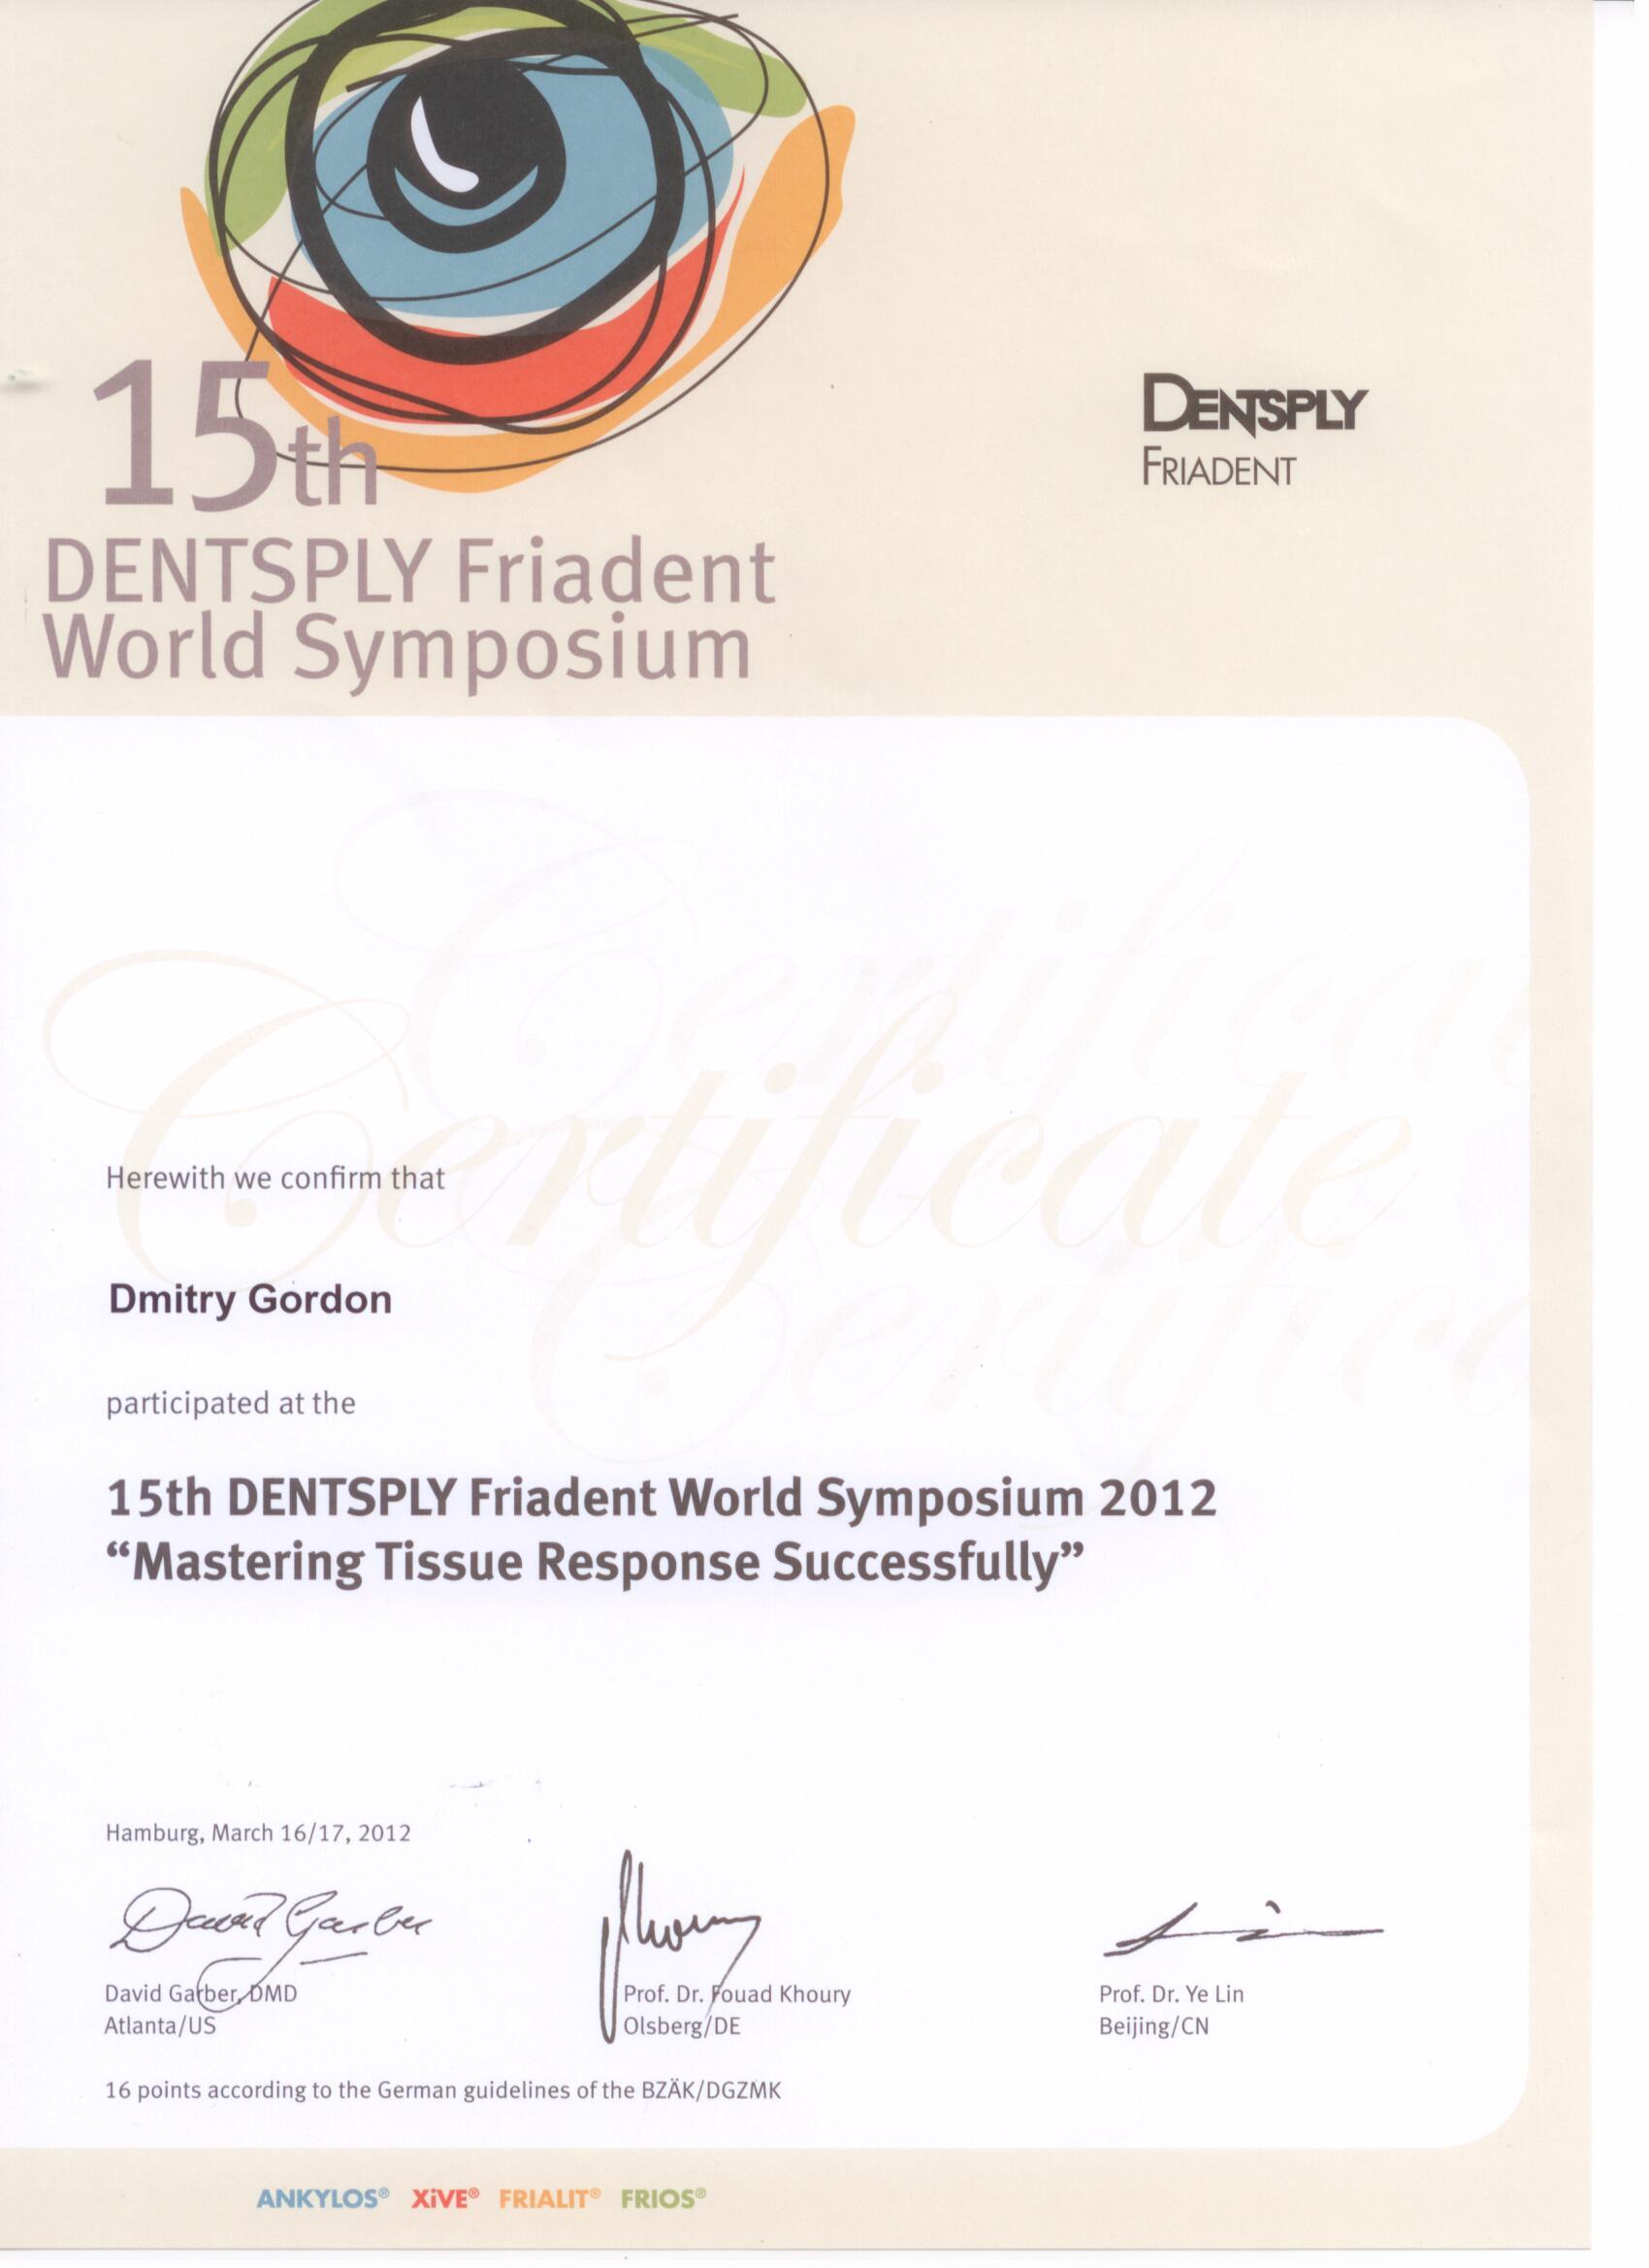 15th
DENTSPLY Friadent
World Symposium
DENTSPLY
FRIADENT
Certificate
Herewith we confirm that
Dmitry Gordon
participated at the
15th DENTSPLY Friadent World Symposium 2012
“Mastering Tissue Response Successfully”
Hamburg, March 16/17, 2012
David Garber
Khoury
David Garber, DMD
Atlanta/US
Prof. Dr. Fouad Khoury
Olsberg/DE
Prof. Dr. Ye Lin
Beijing/CN
16 points according to the German guidelines of the BZÄK/DGZMK
ANKYLOS® XiVE® FRIALIT® FRIOS®